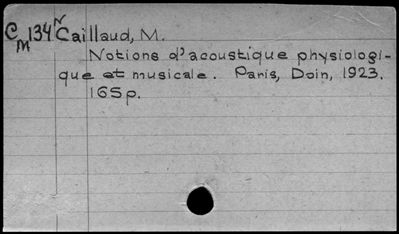 C 134 N Caillaud, M.
M
Notions d'acoustique physiologi-
que et musicale. Paris, Doin, 1923.
165p.